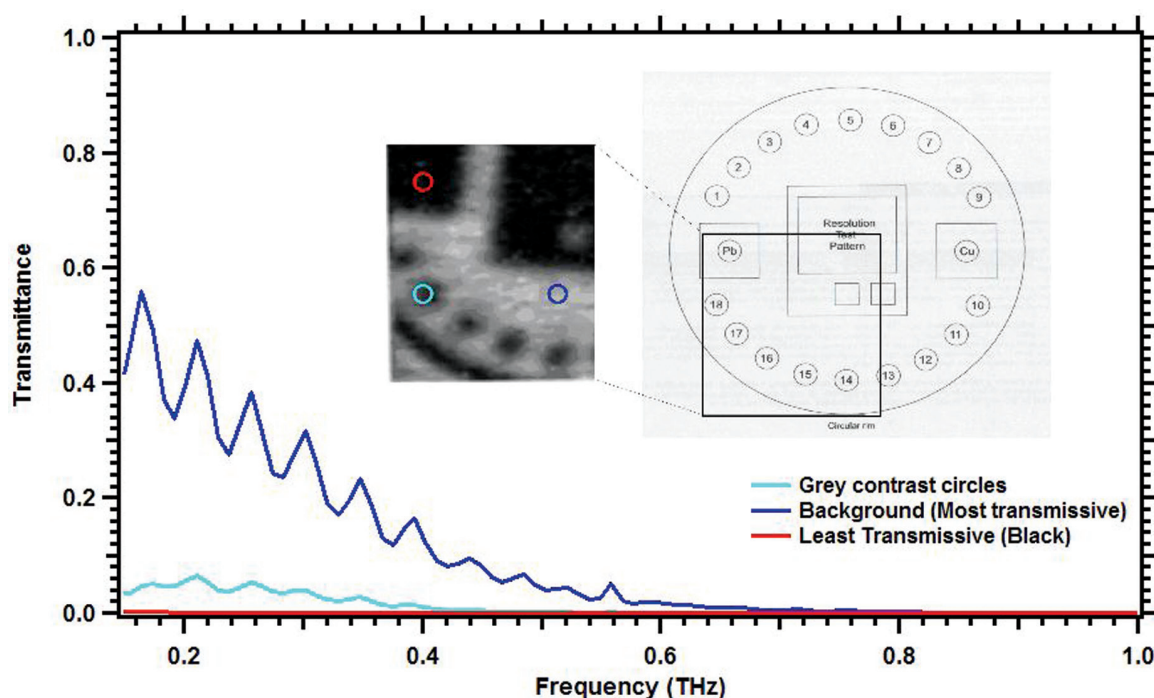 1.0
0.8
0.6
0.4
0.2
0.0
Transmittance
0.2
0.4
0.6
0.8
1.0
Frequency (THz)
1
2
3
4
5
6
7
8
9
Resolution
Test
Pattern
Pb
Cu
18
17
16
15
14
13
12
11
10
Grey contrast circles
Background (Most transmissive)
Least Transmissive (Black)